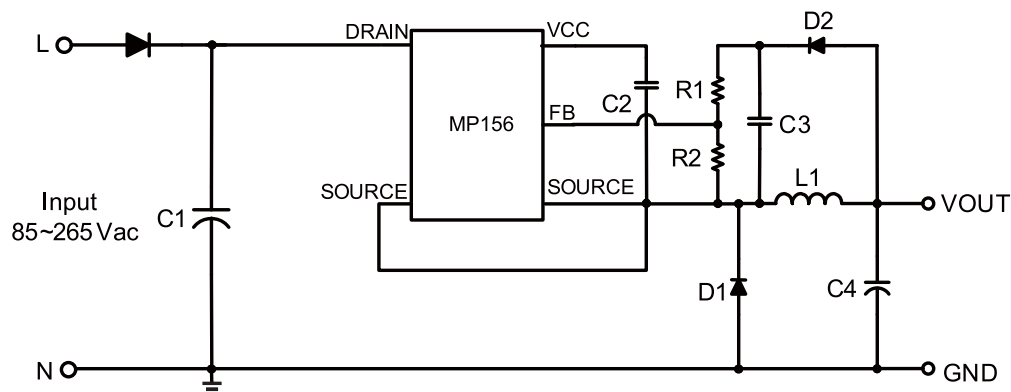 L
DRAIN
VCC
D2
C2
R1
MP156
FB
C3
R2
SOURCE
SOURCE
L1
Input
85~265 Vac
C1
VOUT
D1
C4
N
GND